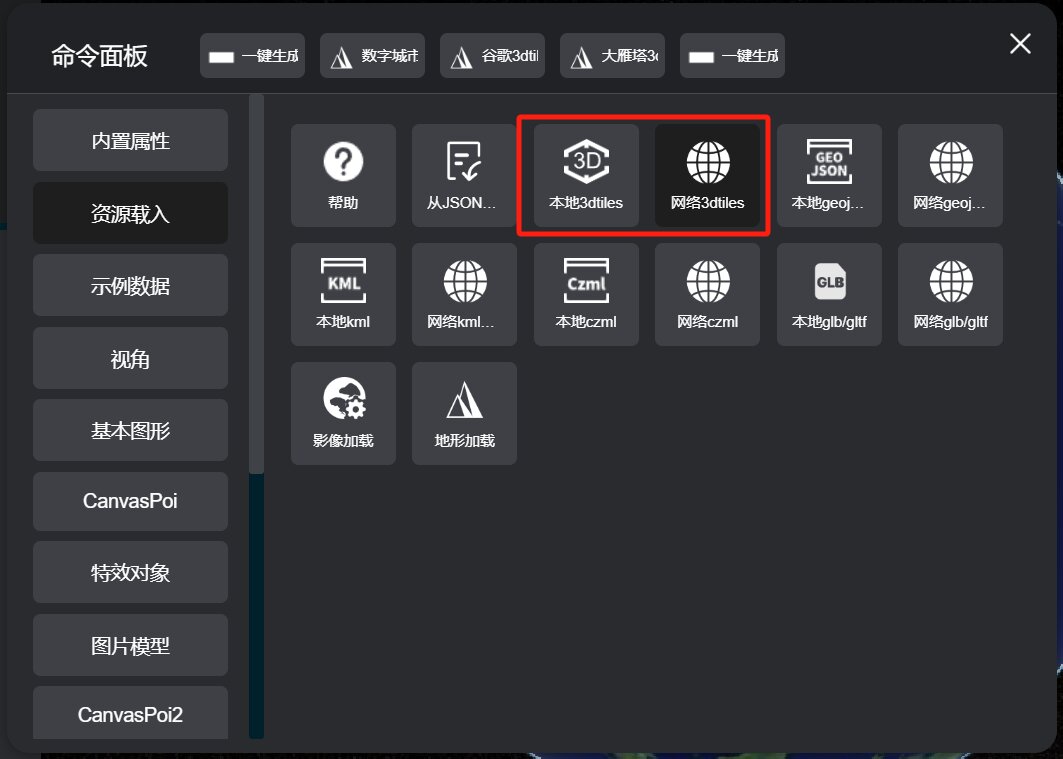 命令面板
一键生成
数字城市
谷歌3dtil
大雁塔3d
一键生成
内置属性
资源载入
示例数据
视角
基本图形
CanvasPoi
特效对象
图片模型
CanvasPoi2
帮助
从JSON...
3D
本地3dtiles
网络3dtiles
GEO
JSON
本地geoj...
网络geoj...
KML
本地kml
网络kml...
Czml
本地czml
网络czml
GLB
本地glb/gltf
网络glb/gltf
影像加载
地形加载